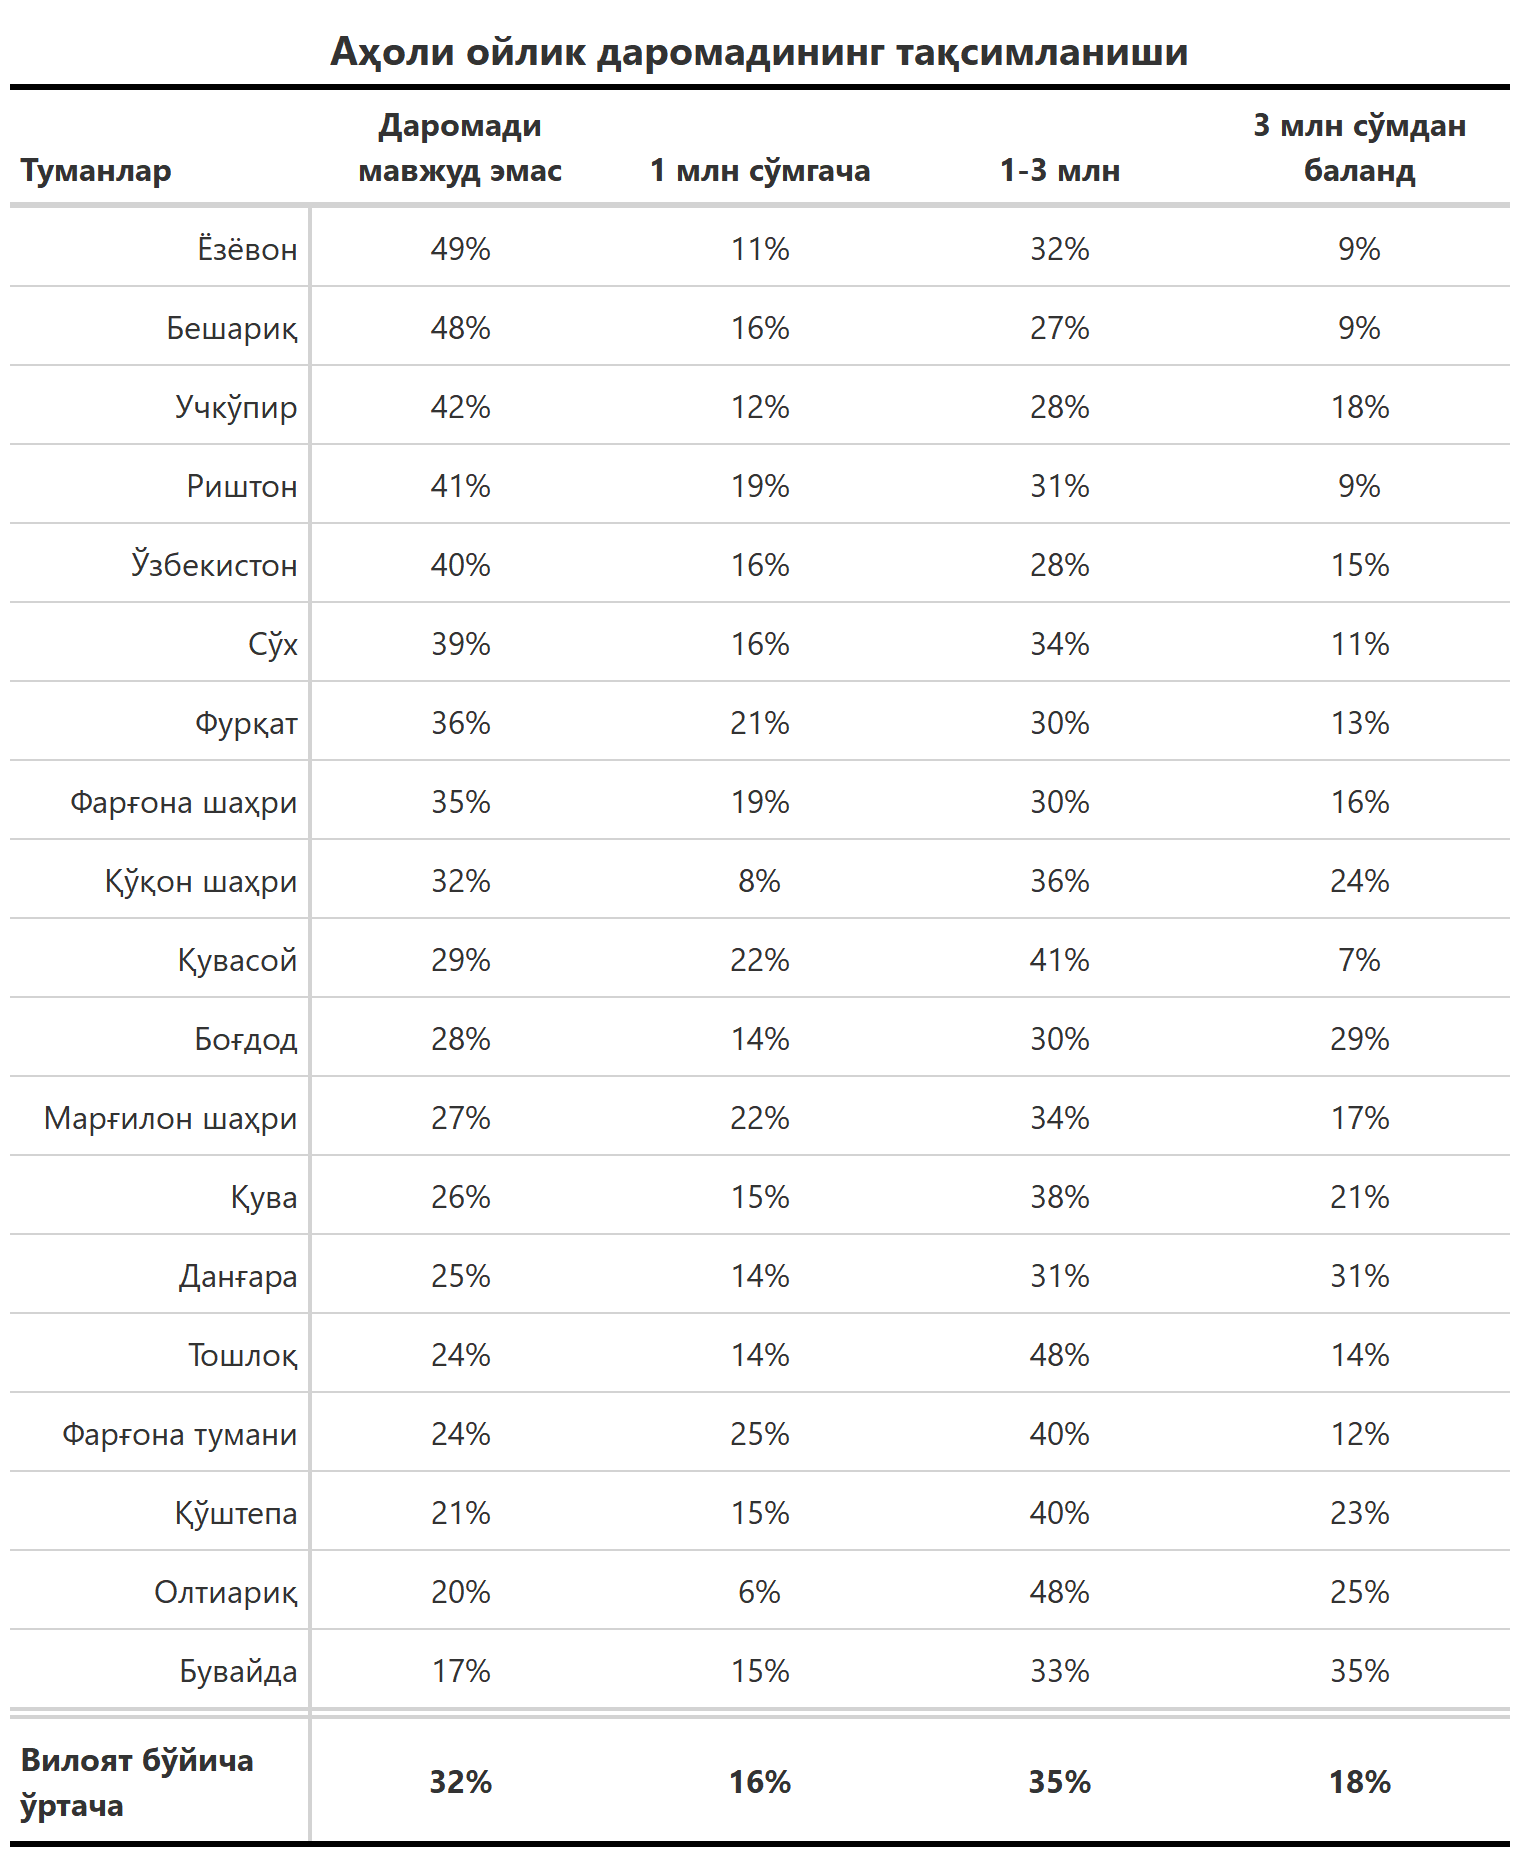 Аҳоли ойлик даромадининг тақсимланиши
Туманлар Даромади мавжуд эмас 1 млн сўмгача 1-3 млн 3 млн сўмдан баланд
Ёзёвон 49% 11% 32% 9%
Бешариқ 48% 16% 27% 9%
Учкўпир 42% 12% 28% 18%
Риштон 41% 19% 31% 9%
Ўзбекистон 40% 16% 28% 15%
Сўх 39% 16% 34% 11%
Фурқат 36% 21% 30% 13%
Фарғона шаҳри 35% 19% 30% 16%
Қўқон шаҳри 32% 8% 36% 24%
Қувасой 29% 22% 41% 7%
Боғдод 28% 14% 30% 29%
Марғилон шаҳри 27% 22% 34% 17%
Қува 26% 15% 38% 21%
Данғара 25% 14% 31% 31%
Тошлоқ 24% 14% 48% 14%
Фарғона тумани 24% 25% 40% 12%
Қўштепа 21% 15% 40% 23%
Олтиариқ 20% 6% 48% 25%
Бувайда 17% 15% 33% 35%
Вилоят бўйича ўртача 32% 16% 35% 18%